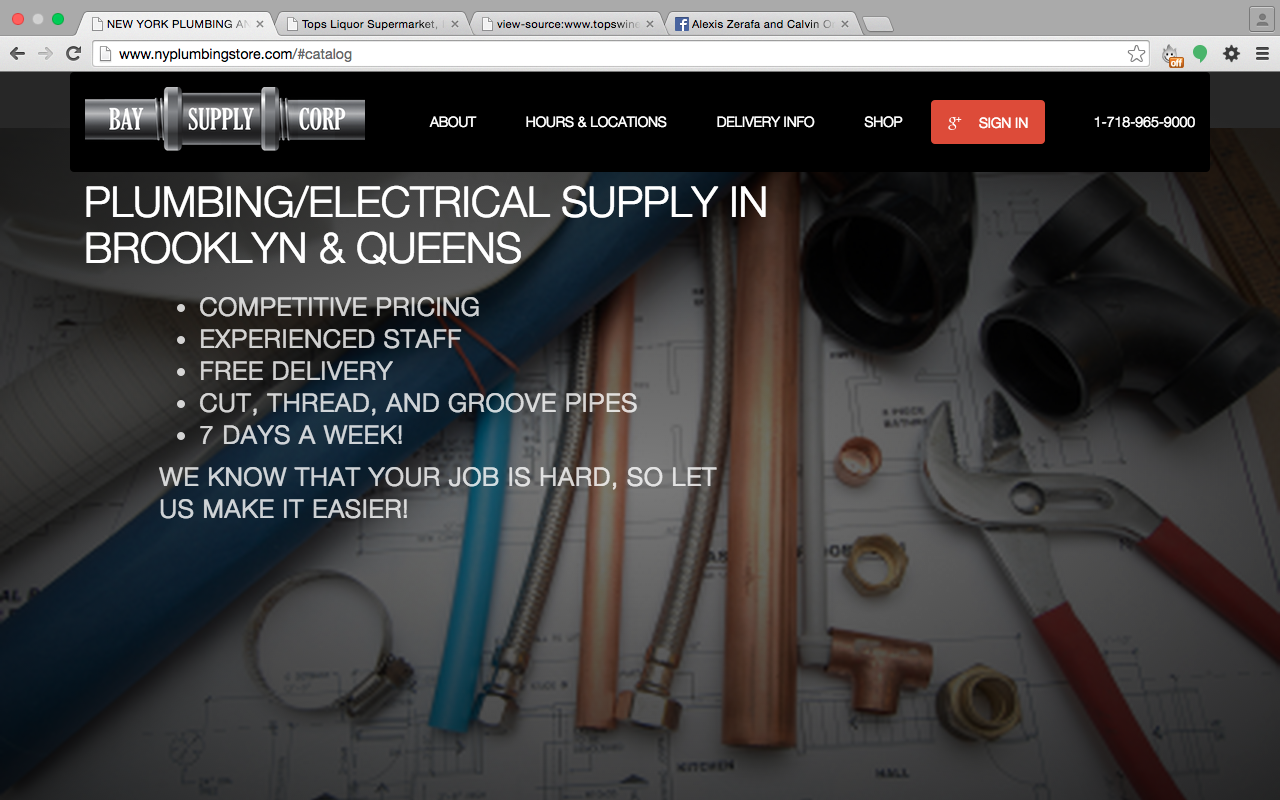 NEW YORK PLUMBING AN
Tops Liquor Supermarket,
view-source:www.topswine
Alexis Zerafa and Calvin O
www.nyplumbingstore.com/#catalog
off
BAY SUPPLY CORP
ABOUT
HOURS & LOCATIONS
DELIVERY INFO
SHOP
g+ SIGN IN
1-718-965-9000
PLUMBING/ELECTRICAL SUPPLY IN
BROOKLYN & QUEENS
• COMPETITIVE PRICING
• EXPERIENCED STAFF
• FREE DELIVERY
• CUT, THREAD, AND GROOVE PIPES
• 7 DAYS A WEEK!
WE KNOW THAT YOUR JOB IS HARD, SO LET
US MAKE IT EASIER!
KITCHEN
HALL